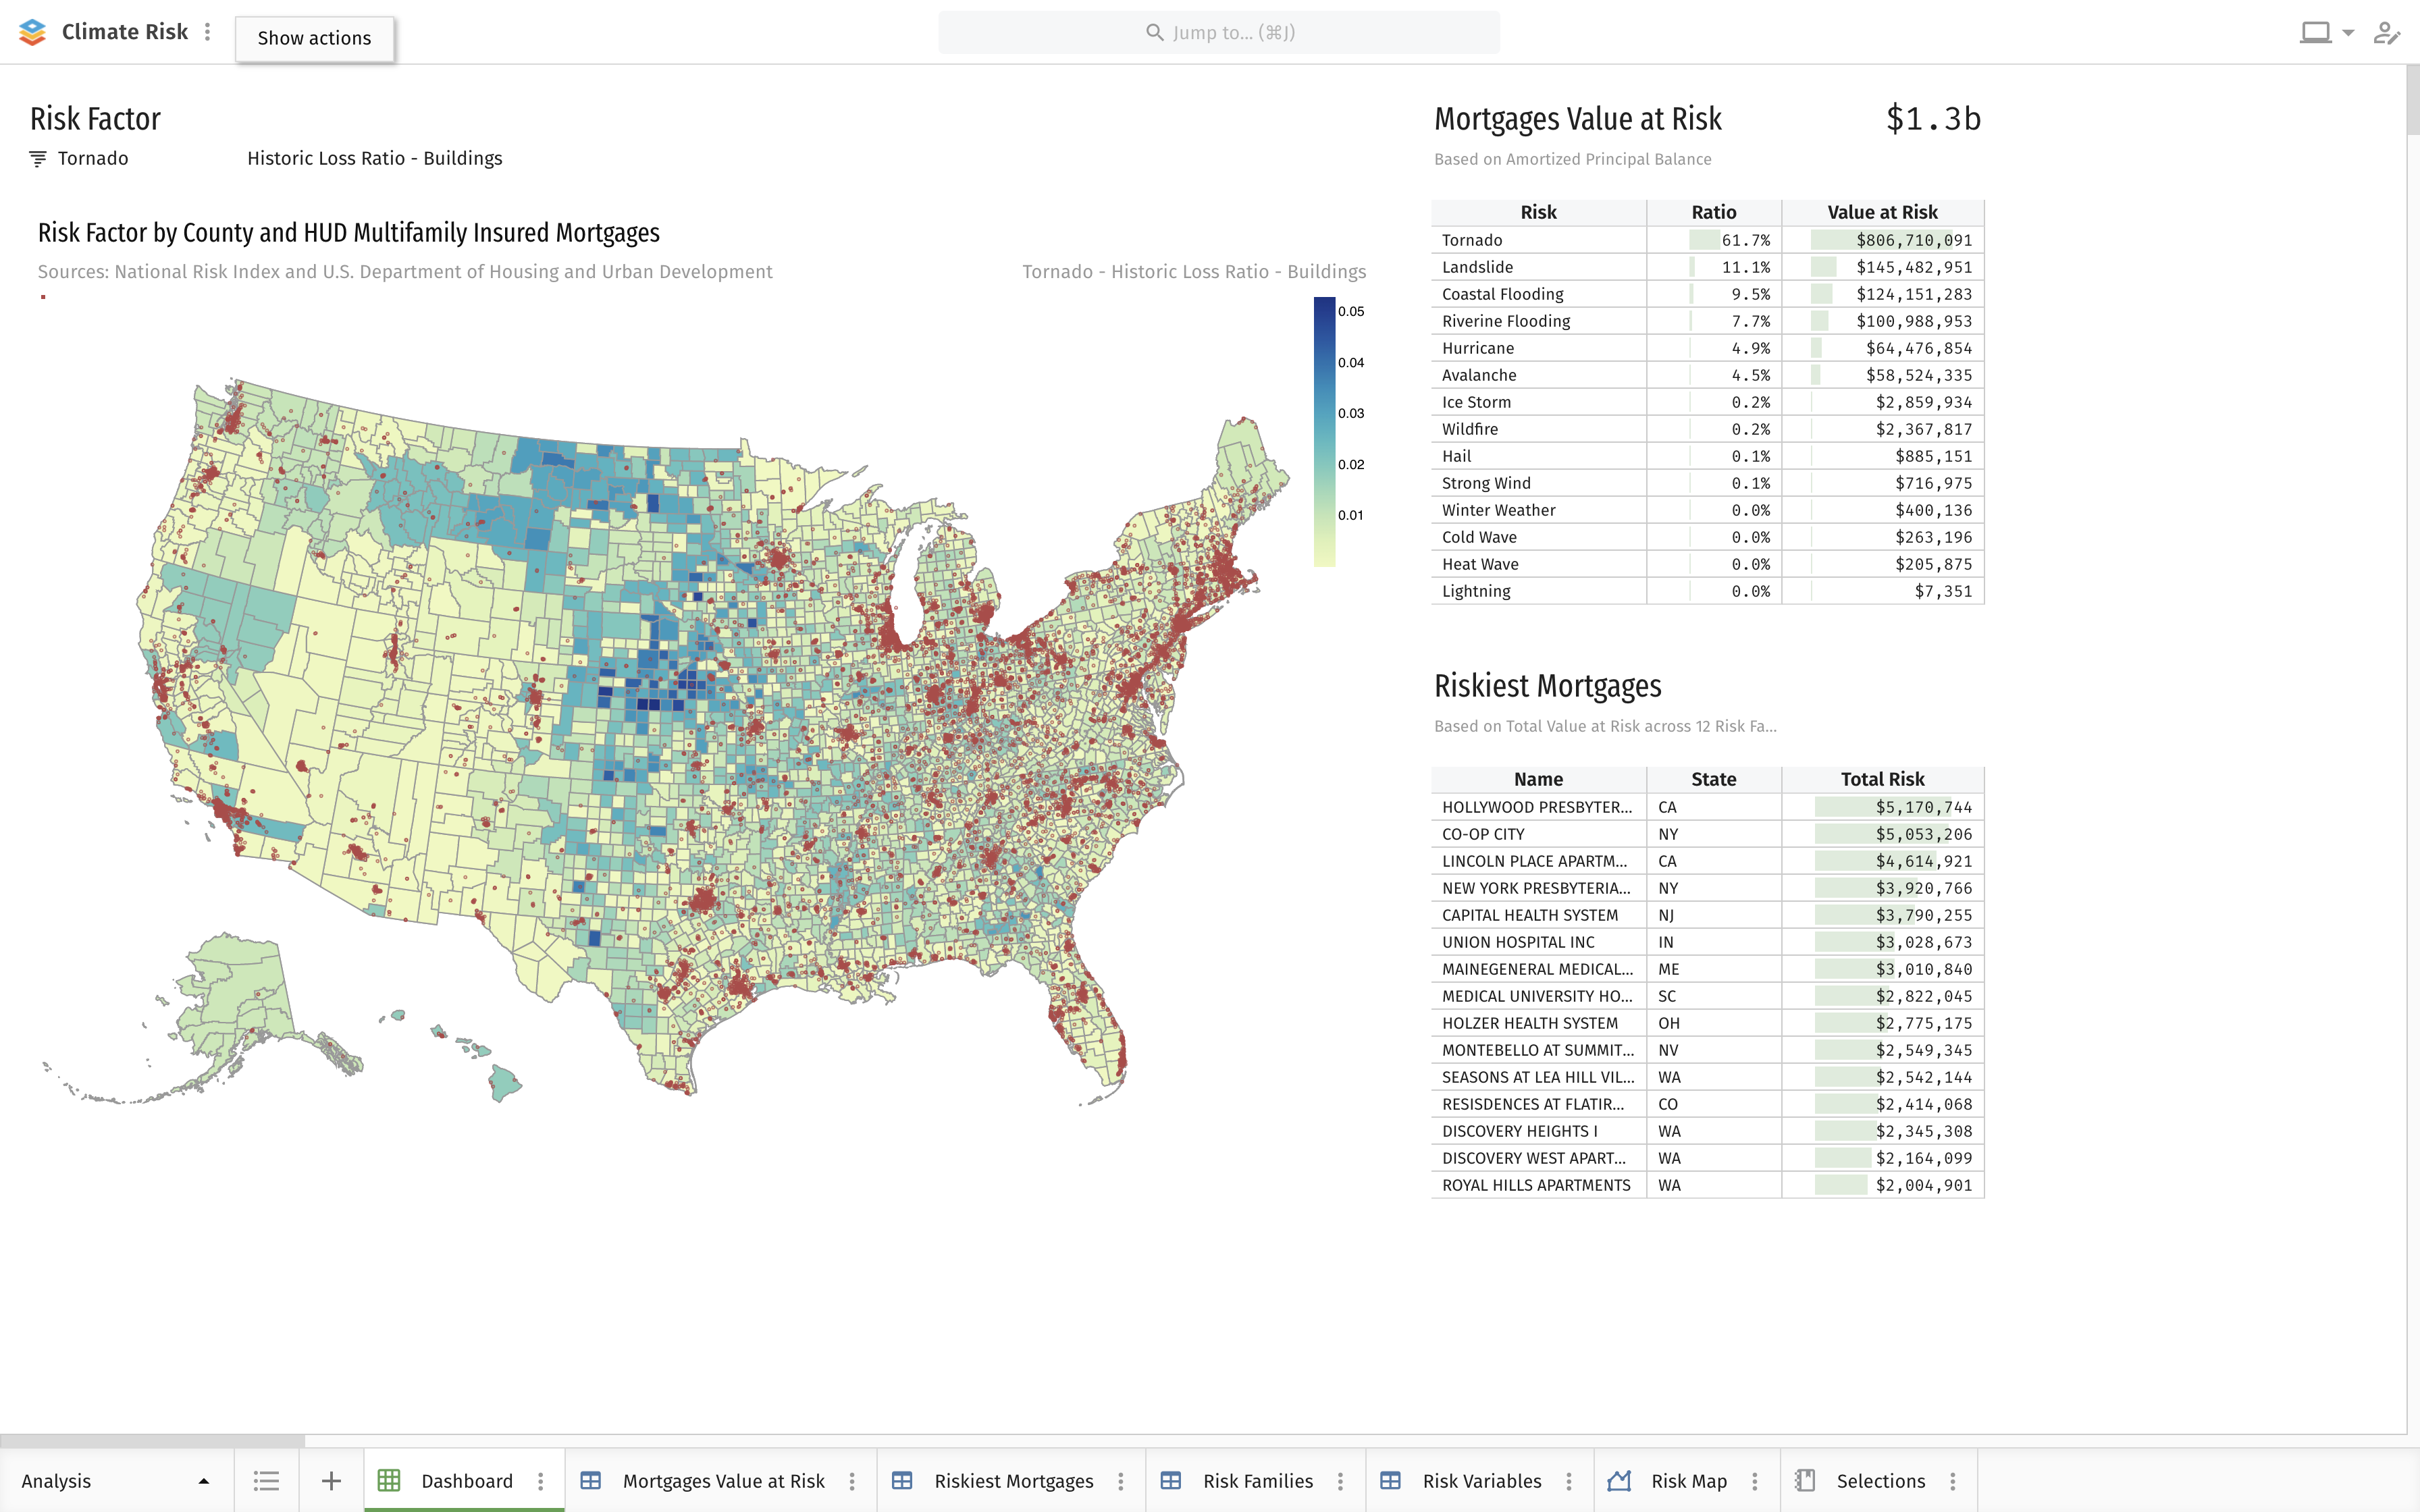 Climate Risk
Show actions
Jump to... (⌘J)
Risk Factor
Tornado
Historic Loss Ratio - Buildings
Risk Factor by County and HUD Multifamily Insured Mortgages
Sources: National Risk Index and U.S. Department of Housing and Urban Development
Tornado - Historic Loss Ratio - Buildings
0.05
0.04
0.03
0.02
0.01
Mortgages Value at Risk $1.3b
Based on Amortized Principal Balance
Risk Ratio Value at Risk
Tornado 61.7% $806,710,091
Landslide 11.1% $145,482,951
Coastal Flooding 9.5% $124,151,283
Riverine Flooding 7.7% $100,988,953
Hurricane 4.9% $64,476,854
Avalanche 4.5% $58,524,335
Ice Storm 0.2% $2,859,934
Wildfire 0.2% $2,367,817
Hail 0.1% $885,151
Strong Wind 0.1% $716,975
Winter Weather 0.0% $400,136
Cold Wave 0.0% $263,196
Heat Wave 0.0% $205,875
Lightning 0.0% $7,351
Riskiest Mortgages
Based on Total Value at Risk across 12 Risk Fa...
Name State Total Risk
HOLLYWOOD PRESBYTER... CA $5,170,744
CO-OP CITY NY $5,053,206
LINCOLN PLACE APARTM... CA $4,614,921
NEW YORK PRESBYTERIA... NY $3,920,766
CAPITAL HEALTH SYSTEM NJ $3,790,255
UNION HOSPITAL INC IN $3,028,673
MAINEGENERAL MEDICAL... ME $3,010,840
MEDICAL UNIVERSITY HO... SC $2,822,045
HOLZER HEALTH SYSTEM OH $2,775,175
MONTEBELLO AT SUMMIT... NV $2,549,345
SEASONS AT LEA HILL VIL... WA $2,542,144
RESISDENCES AT FLATIR... CO $2,414,068
DISCOVERY HEIGHTS I WA $2,345,308
DISCOVERY WEST APART... WA $2,164,099
ROYAL HILLS APARTMENTS WA $2,004,901
Analysis
Dashboard
Mortgages Value at Risk
Riskiest Mortgages
Risk Families
Risk Variables
Risk Map
Selections